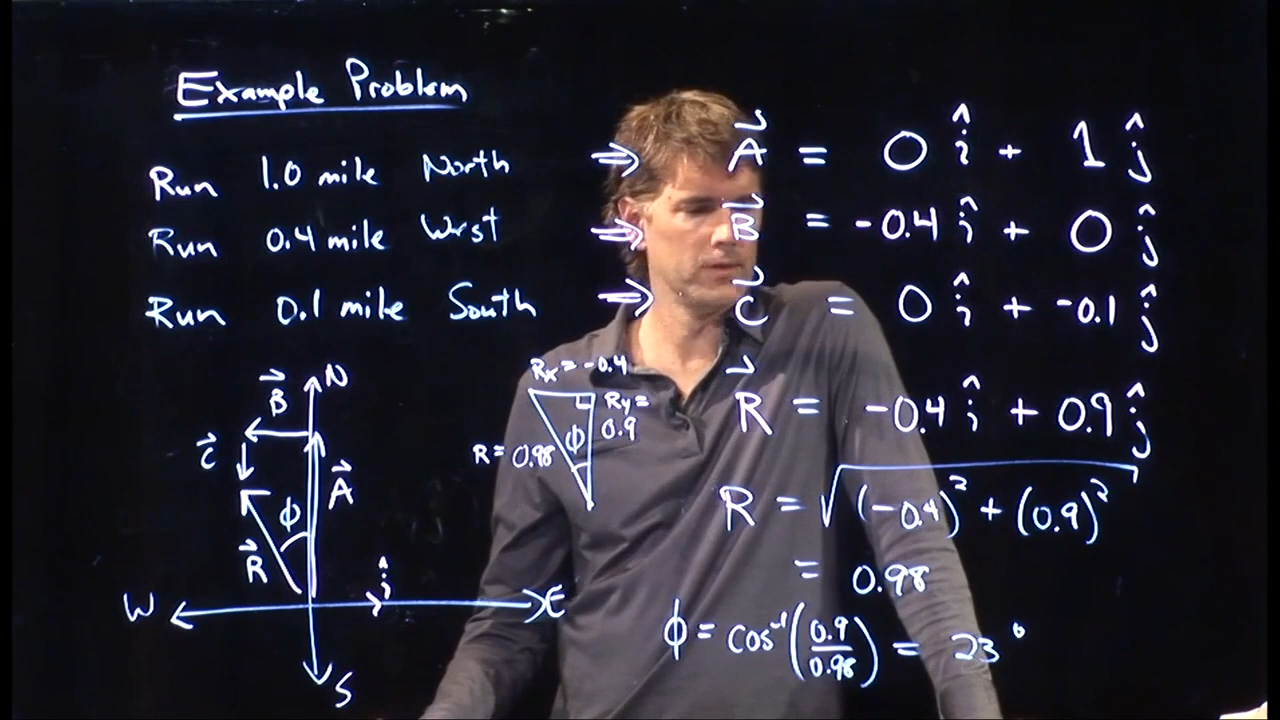 Example Problem
Run 1.0 mile North ⇒ A⃗ = 0 î + 1 ĵ
Run 0.4 mile West ⇒ B⃗ = -0.4 î + 0 ĵ
Run 0.1 mile South ⇒ C⃗ = 0 î + -0.1 ĵ
R⃗ = -0.4 î + 0.9 ĵ
R = √((-0.4)² + (0.9)²)
= 0.98
ϕ = cos⁻¹(0.9/0.98) = 23°
N
B⃗
C⃗
A⃗
ϕ
R⃗
î
W
E
S
Rx = -0.4
Ry =
0.9
ϕ
R = 0.98